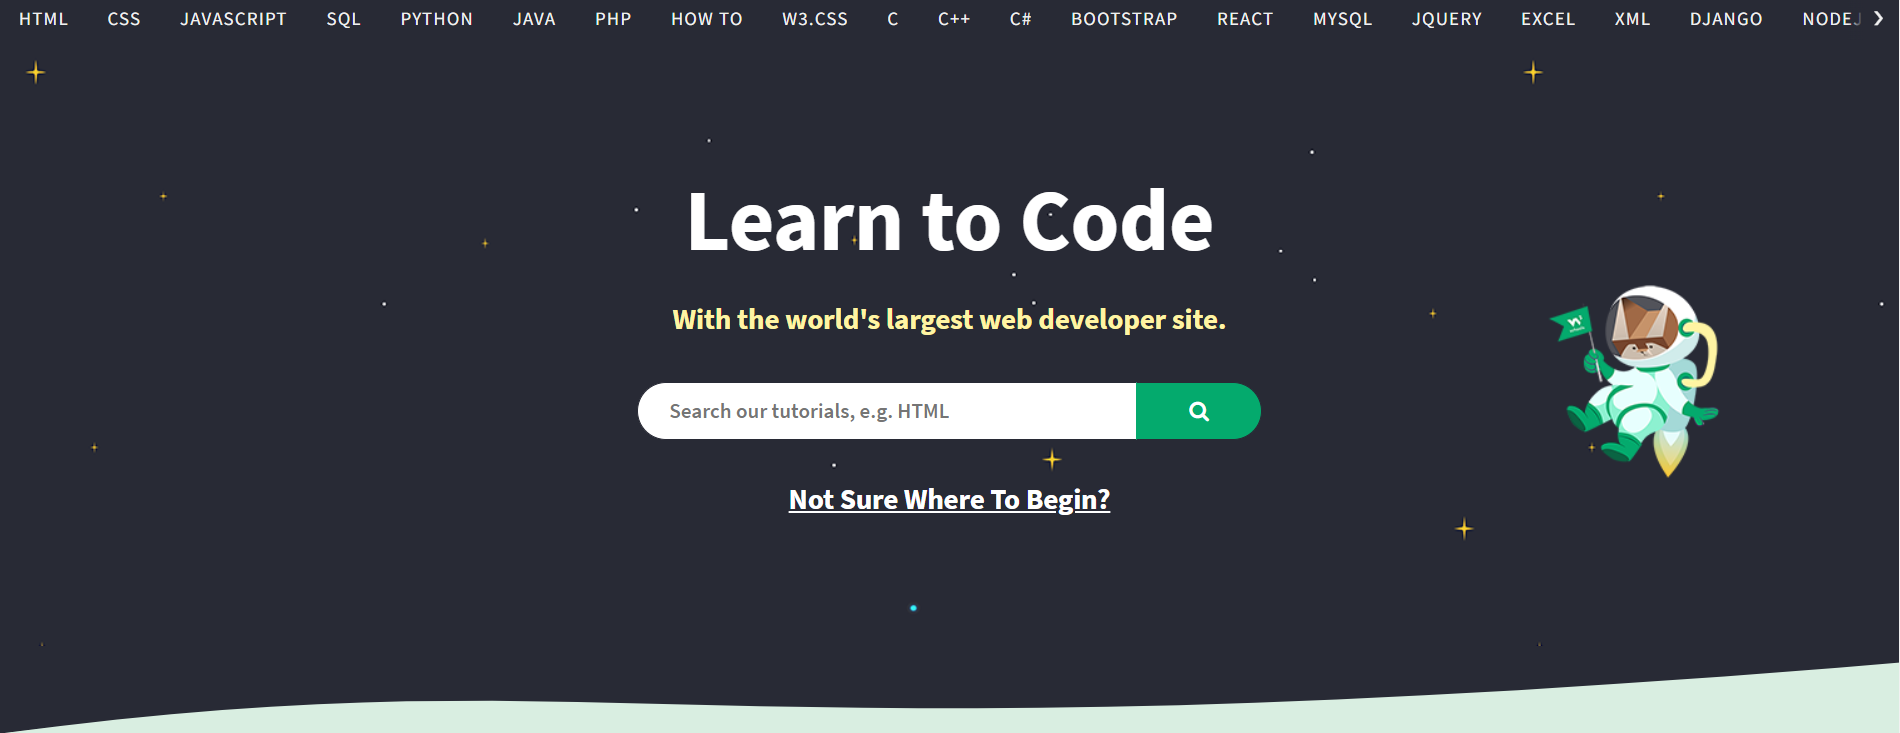 HTML CSS JAVASCRIPT SQL PYTHON JAVA PHP HOW TO W3.CSS C C++ C# BOOTSTRAP REACT MYSQL JQUERY EXCEL XML DJANGO NODEJ
Learn to Code
With the world's largest web developer site.
Search our tutorials, e.g. HTML
Not Sure Where To Begin?